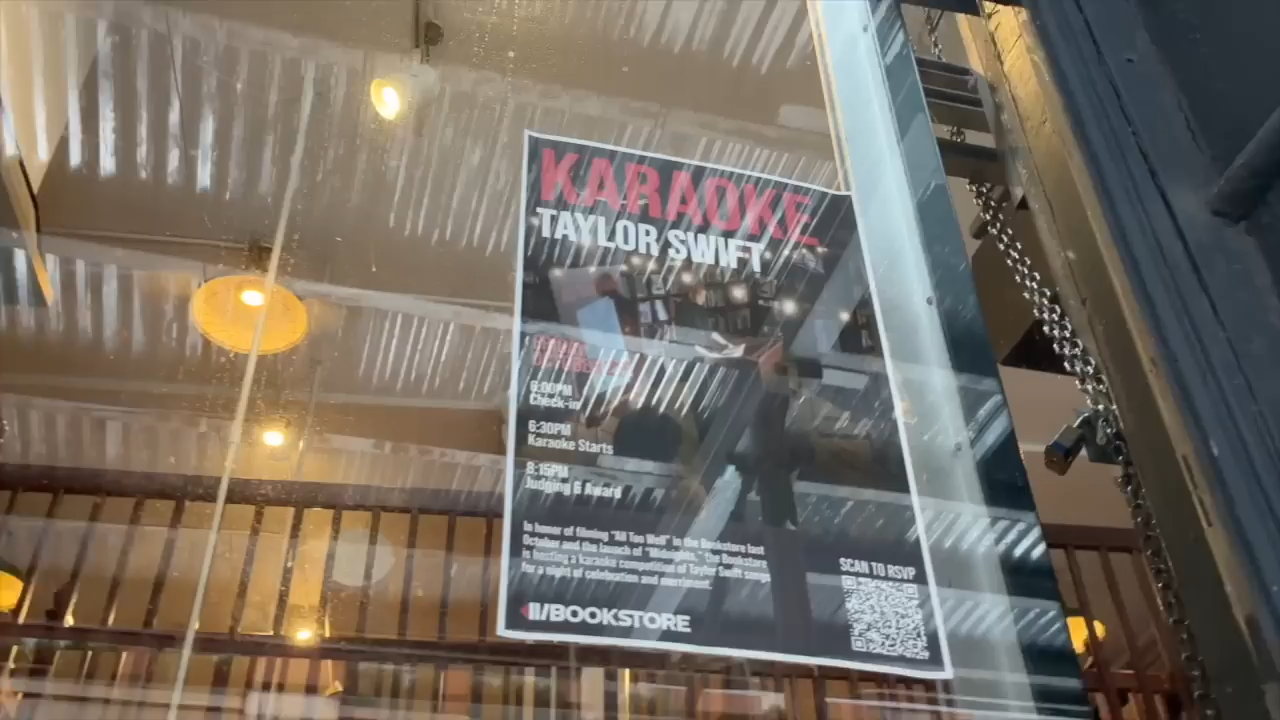 KARAOKE
TAYLOR SWIFT
6:00PM
Check-in
6:30PM
Karaoke Starts
8:15PM
Judging & Award
In honor of filming "All Too Well" in the Bookstore last
October and the launch of "Midnights," the Bookstore
is hosting a karaoke competition of Taylor Swift songs
for a night of celebration and merriment.
SCAN TO RSVP
/BOOKSTORE